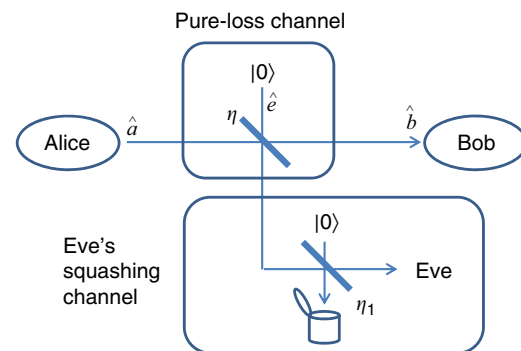 Pure-loss channel
|0⟩
η
ê
Alice
â
b̂
Bob
Eve's
squashing
channel
|0⟩
Eve
η₁